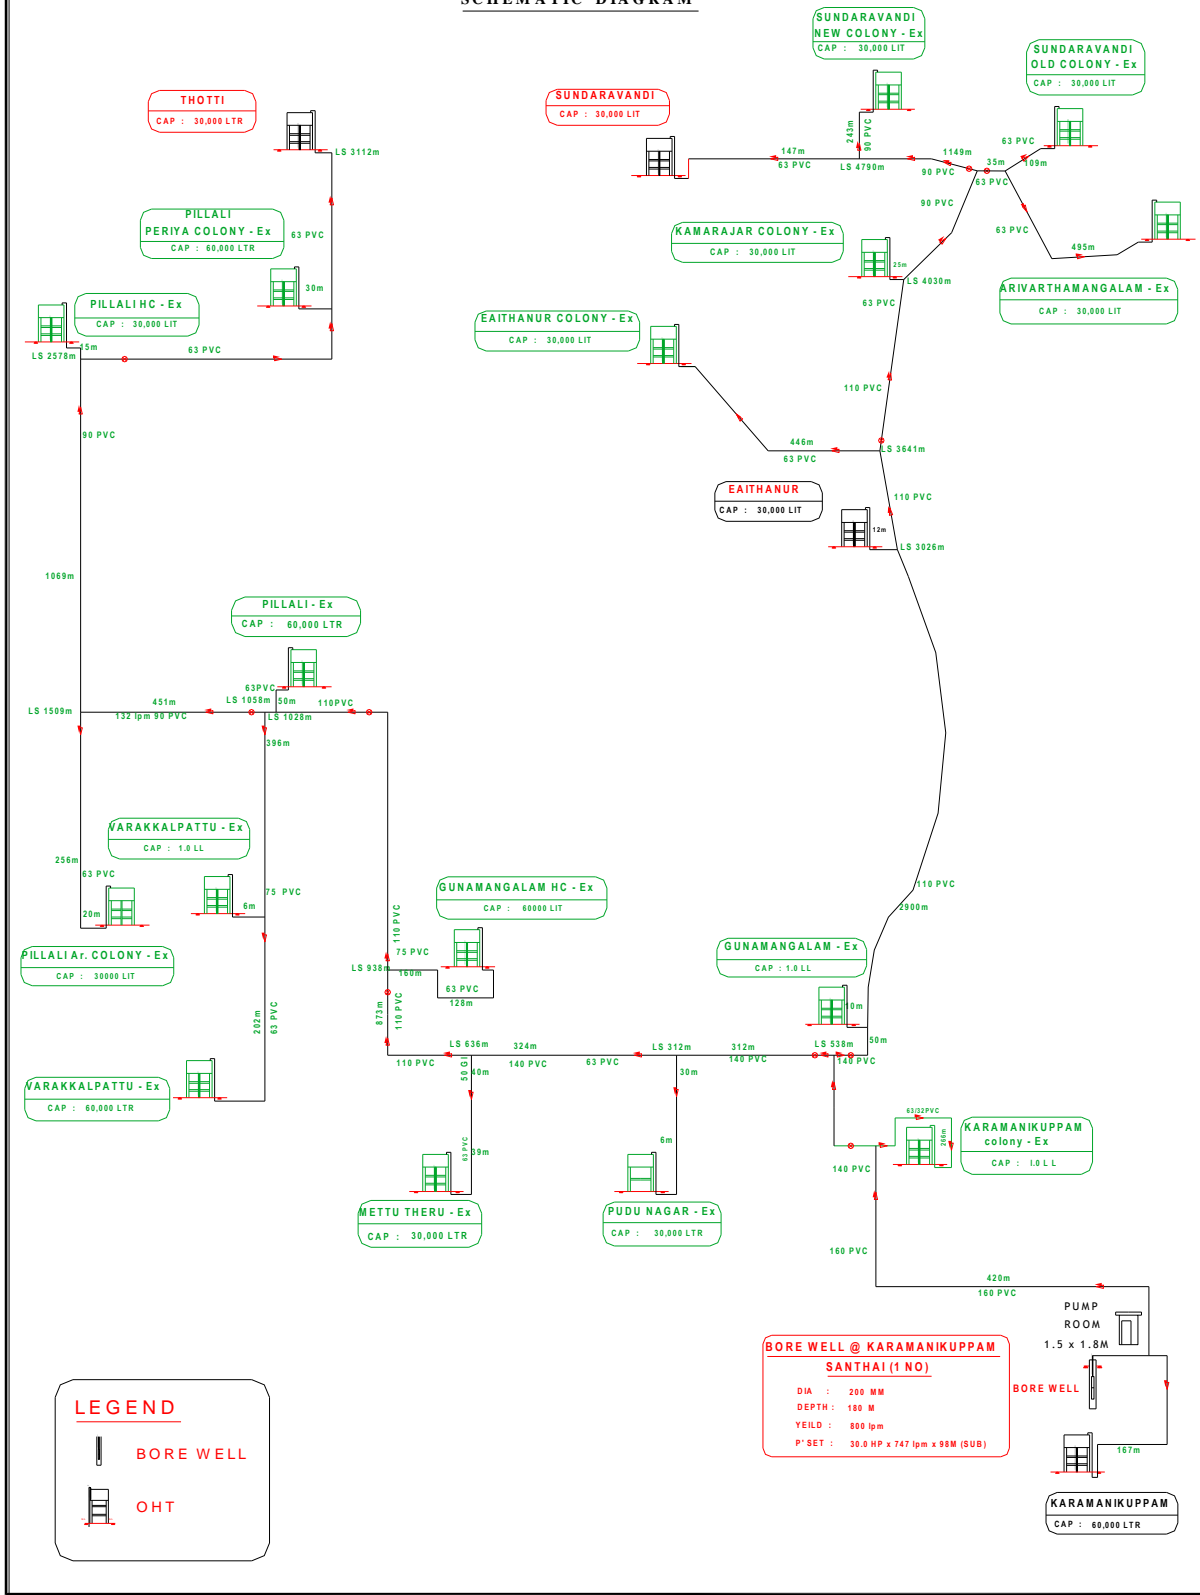 SCHEMATIC DIAGRAM
SUNDARAVANDI
NEW COLONY - Ex
CAP : 30,000 LIT
SUNDARAVANDI
OLD COLONY - Ex
CAP : 30,000 LIT
THOTTI
CAP : 30,000 LTR
SUNDARAVANDI
CAP : 30,000 LIT
LS 3112m
243m
90 PVC
147m
63 PVC
LS 4790m
1149m
90 PVC
35m
63 PVC
63 PVC
109m
90 PVC
63 PVC
495m
PILLALI
PERIYA COLONY - Ex
CAP : 60,000 LTR
63 PVC
30m
KAMARAJAR COLONY - Ex
CAP : 30,000 LIT
25m
LS 4030m
63 PVC
ARIVARTHAMANGALAM - Ex
CAP : 30,000 LIT
PILLALI HC - Ex
CAP : 30,000 LIT
15m
LS 2578m
63 PVC
EAITHANUR COLONY - Ex
CAP : 30,000 LIT
110 PVC
90 PVC
446m
63 PVC
LS 3641m
EAITHANUR
CAP : 30,000 LIT
110 PVC
12m
LS 3026m
1069m
PILLALI - Ex
CAP : 60,000 LTR
63PVC
50m
LS 1058m
110PVC
451m
LS 1509m
132 lpm 90 PVC
LS 1028m
396m
VARAKKALPATTU - Ex
CAP : 1.0 LL
256m
63 PVC
20m
75 PVC
6m
110 PVC
2900m
GUNAMANGALAM HC - Ex
CAP : 60000 LIT
110 PVC
75 PVC
LS 938m
160m
63 PVC
128m
GUNAMANGALAM - Ex
CAP : 1.0 LL
10m
50m
PILLALI Ar. COLONY - Ex
CAP : 30000 LIT
202m
63 PVC
873m
110 PVC
110 PVC
LS 636m
324m
140 PVC
63 PVC
LS 312m
312m
140 PVC
LS 538m
140 PVC
50 GI
40m
30m
VARAKKALPATTU - Ex
CAP : 60,000 LTR
63 PVC
39m
6m
63/32PVC
266m
140 PVC
KARAMANIKUPPAM
colony - Ex
CAP : I.0 L L
METTU THERU - Ex
CAP : 30,000 LTR
PUDU NAGAR - Ex
CAP : 30,000 LTR
160 PVC
420m
160 PVC
PUMP
ROOM
1.5 x 1.8M
BORE WELL @ KARAMANIKUPPAM
SANTHAI (1 NO)
DIA : 200 MM
DEPTH : 180 M
YEILD : 800 lpm
P'SET : 30.0 HP x 747 lpm x 98M (SUB)
BORE WELL
167m
KARAMANIKUPPAM
CAP : 60,000 LTR
LEGEND
BORE WELL
OHT